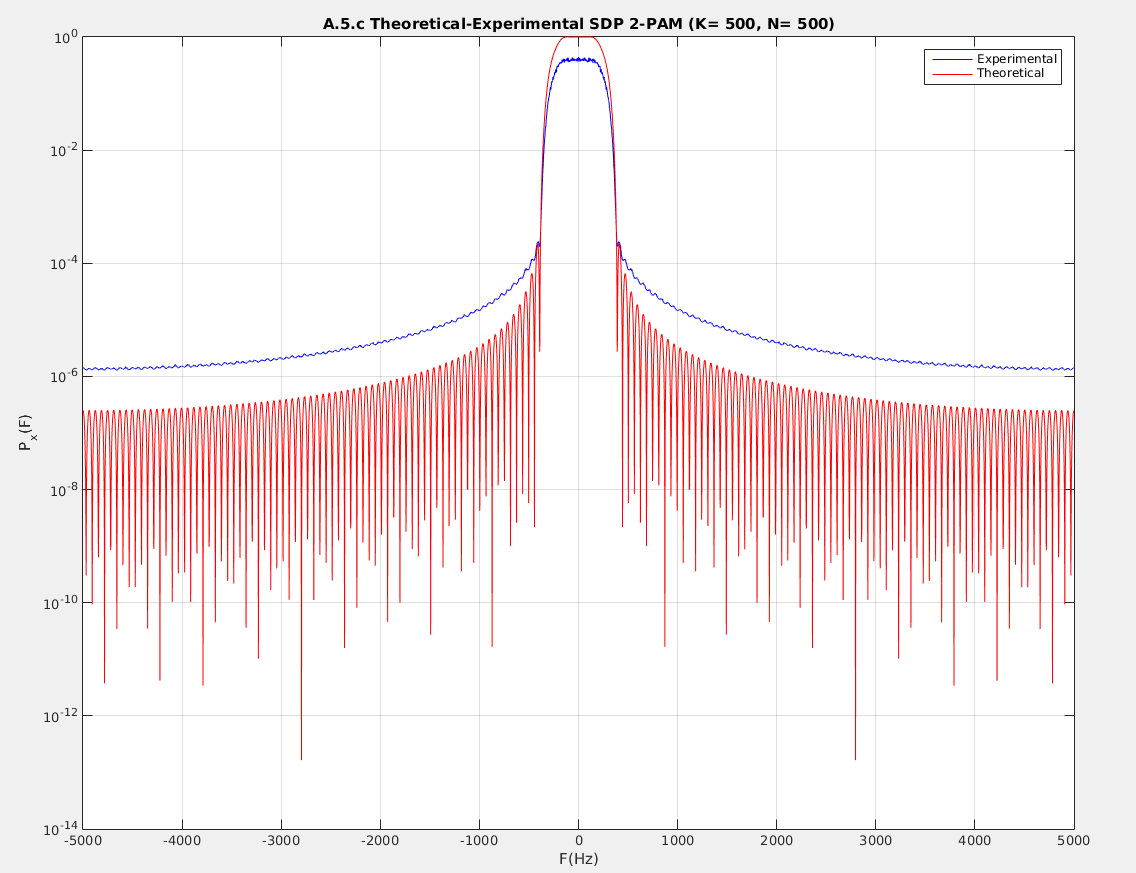 A.5.c Theoretical-Experimental SDP 2-PAM (K= 500, N= 500)
Experimental
Theoretical
10^0
10^-2
10^-4
10^-6
10^-8
10^-10
10^-12
10^-14
P_x(F)
-5000 -4000 -3000 -2000 -1000 0 1000 2000 3000 4000 5000
F(Hz)